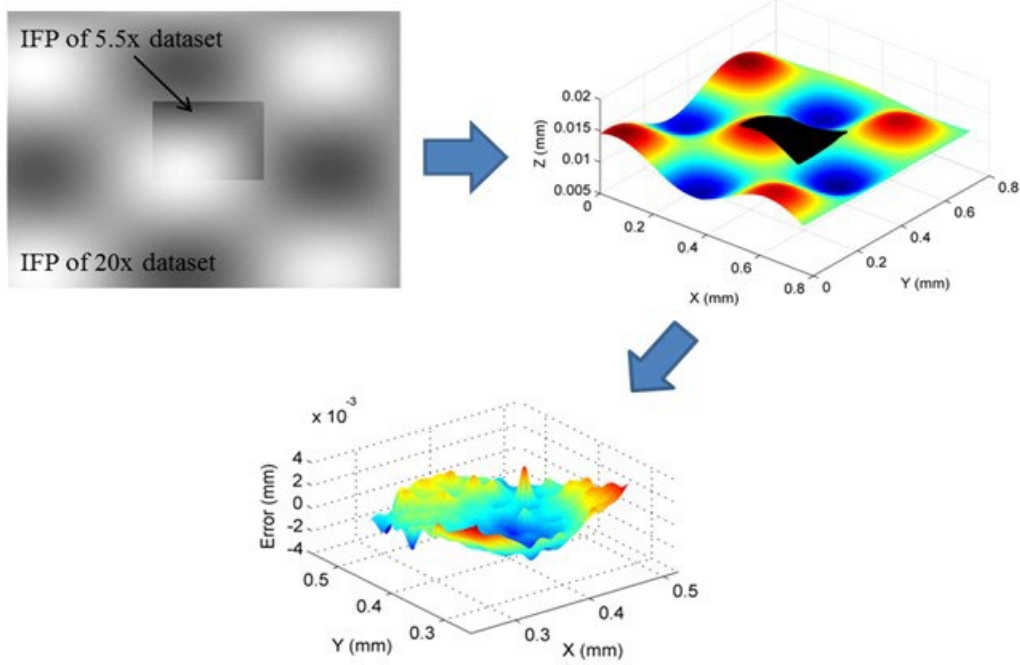 IFP of 5.5x dataset
IFP of 20x dataset
0.02
0.015
0.01
0.005
Z (mm)
0
0.2
0.4
0.6
0.8
X (mm)
0
0.2
0.4
0.6
0.8
Y (mm)
x 10-3
4
2
0
-2
-4
Error (mm)
0.5
0.4
0.3
Y (mm)
0.3
0.4
0.5
X (mm)